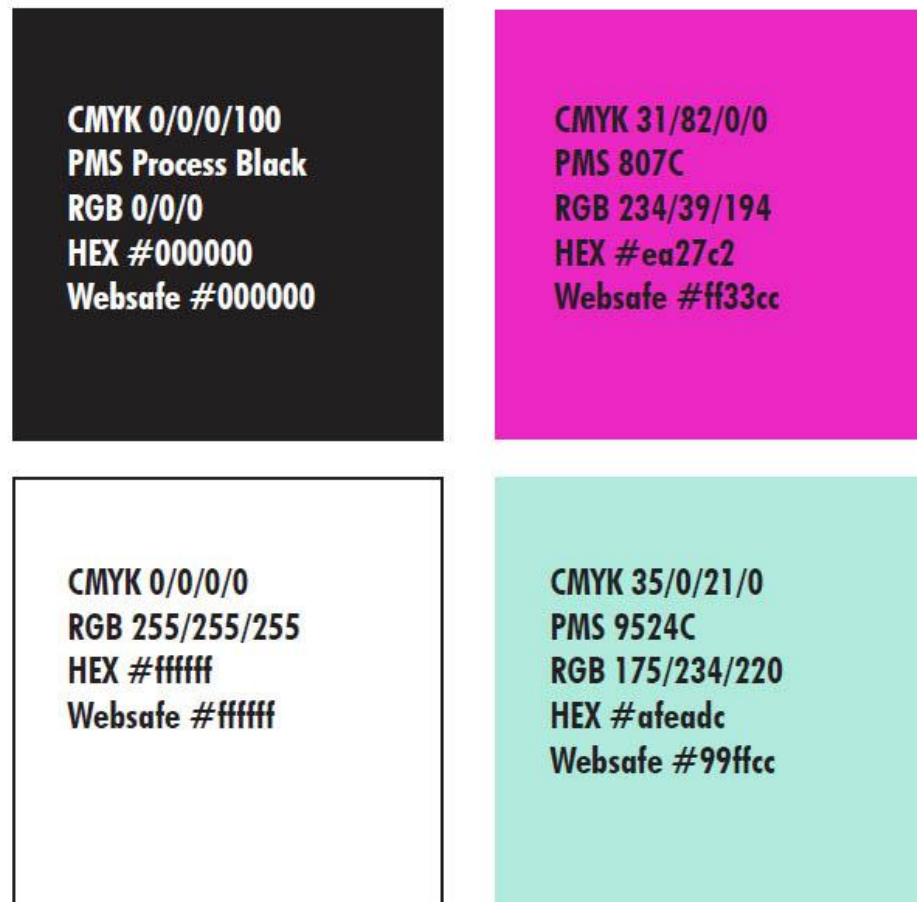 CMYK 0/0/0/100
PMS Process Black
RGB 0/0/0
HEX #000000
Websafe #000000
CMYK 31/82/0/0
PMS 807C
RGB 234/39/194
HEX #ea27c2
Websafe #ff33cc
CMYK 0/0/0/0
RGB 255/255/255
HEX #ffffff
Websafe #ffffff
CMYK 35/0/21/0
PMS 9524C
RGB 175/234/220
HEX #afeadc
Websafe #99ffcc